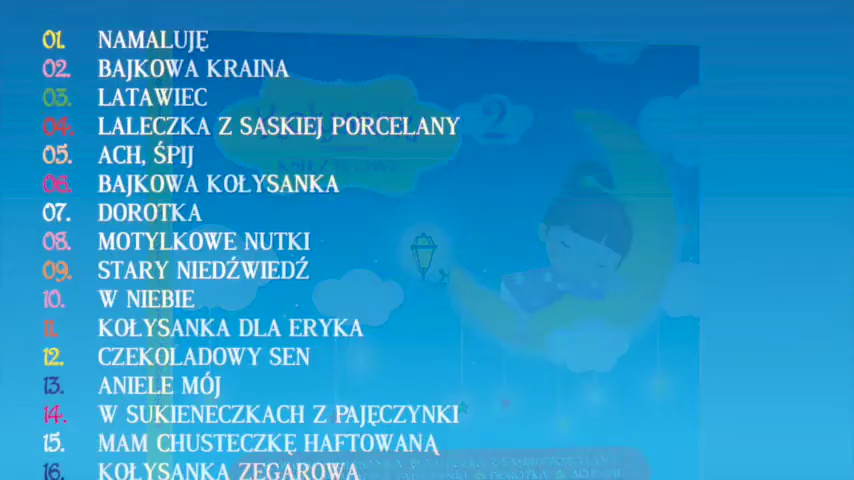 01. NAMALUJĘ
02. BAJKOWA KRAINA
03. LATAWIEC
04. LALECZKA Z SASKIEJ PORCELANY
05. ACH, ŚPIJ
06. BAJKOWA KOŁYSANKA
07. DOROTKA
08. MOTYLKOWE NUTKI
09. STARY NIEDŹWIEDŹ
10. W NIEBIE
11. KOŁYSANKA DLA ERYKA
12. CZEKOLADOWY SEN
13. ANIELE MÓJ
14. W SUKIENECZKACH Z PAJĘCZYNKI
15. MAM CHUSTECZKĘ HAFTOWANĄ
16. KOŁYSANKA ZEGAROWA
2